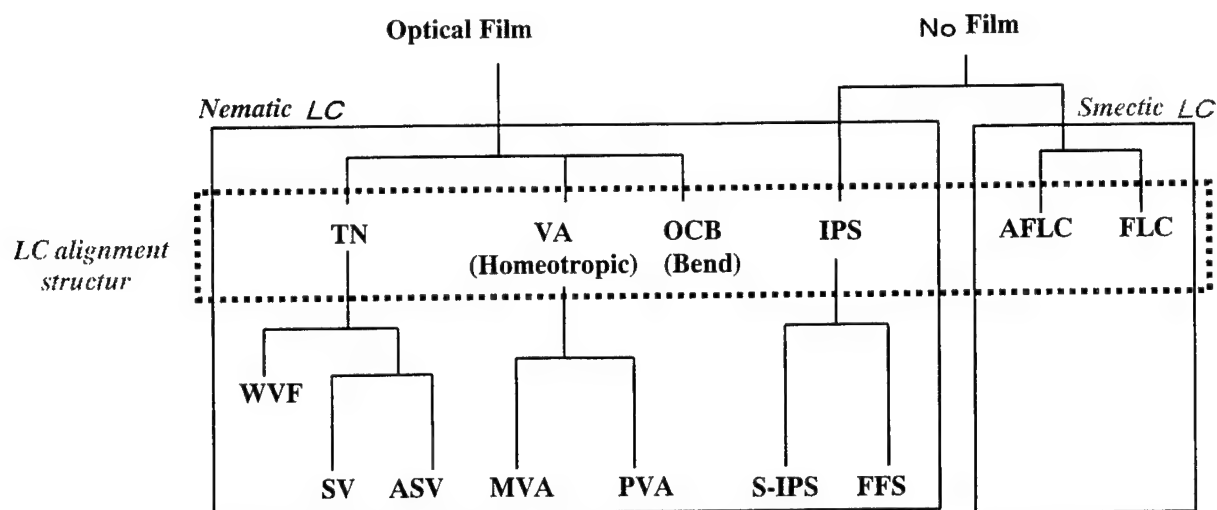 Optical Film
No Film
Nematic LC
Smectic LC
LC alignment
structur
TN
VA
(Homeotropic)
OCB
(Bend)
IPS
AFLC
FLC
WVF
SV
ASV
MVA
PVA
S-IPS
FFS